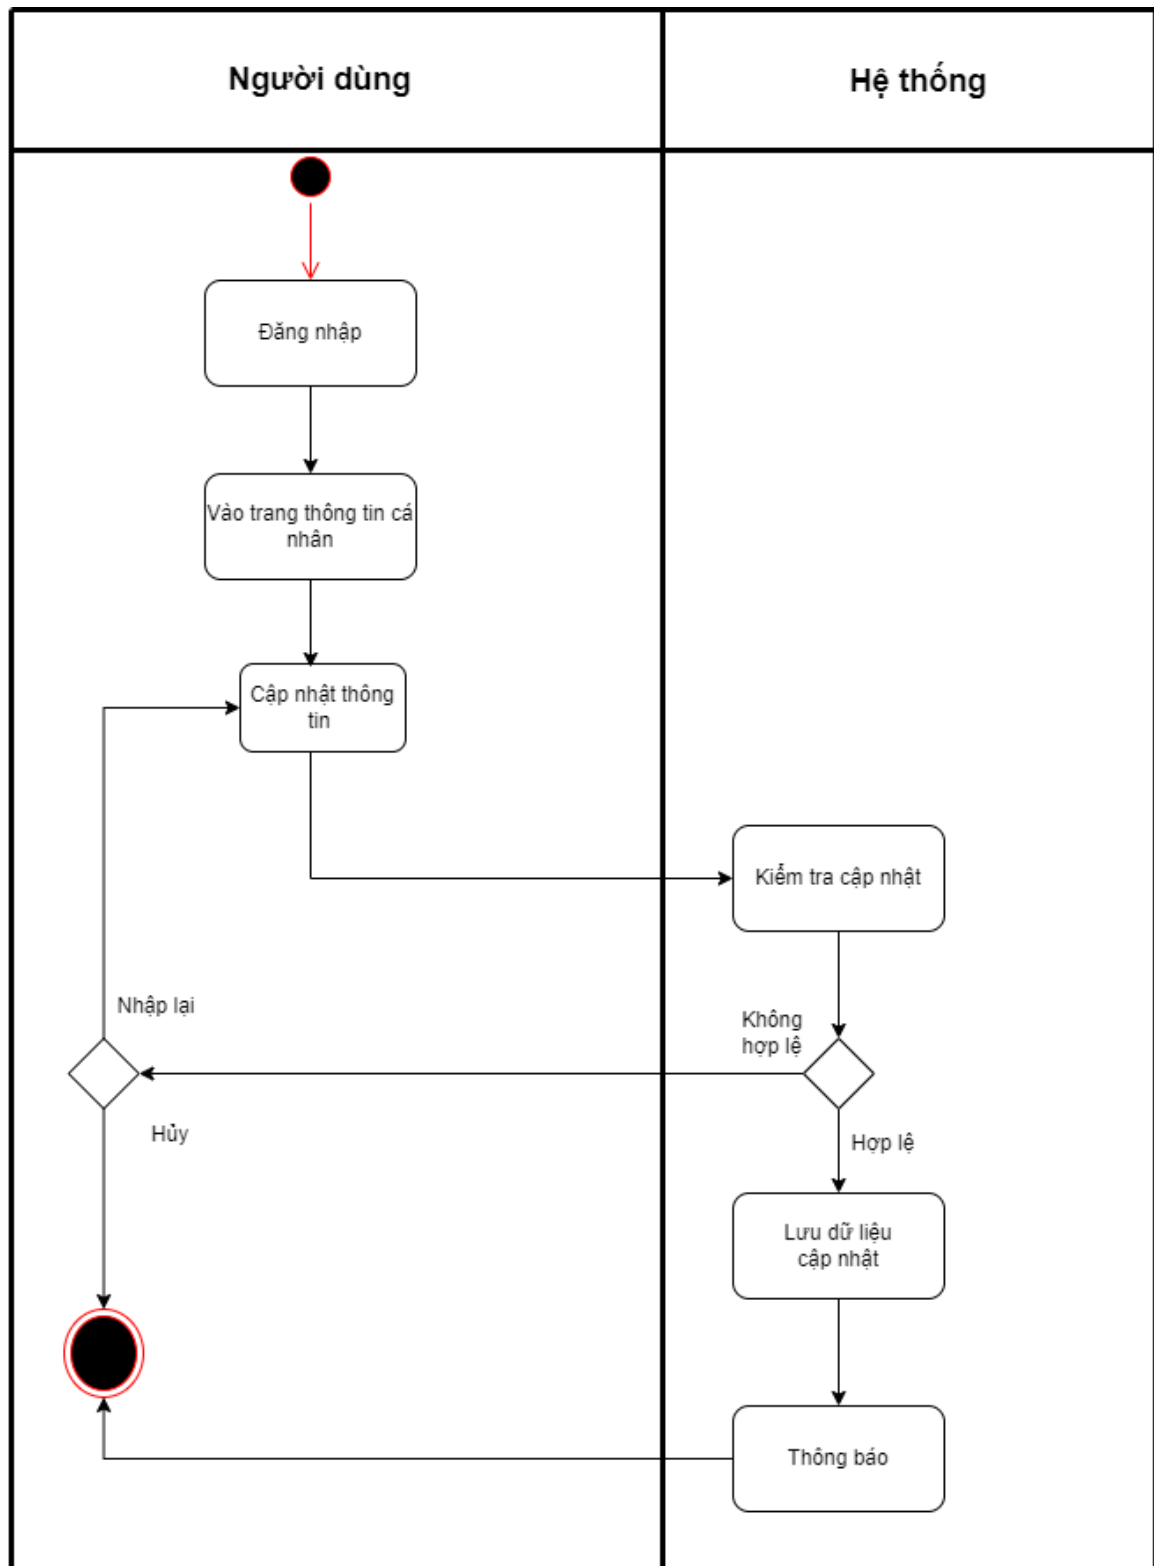 Người dùng
Hệ thống
Đăng nhập
Vào trang thông tin cá
nhân
Cập nhật thông
tin
Kiểm tra cập nhật
Nhập lại
Không
hợp lệ
Hủy
Hợp lệ
Lưu dữ liệu
cập nhật
Thông báo